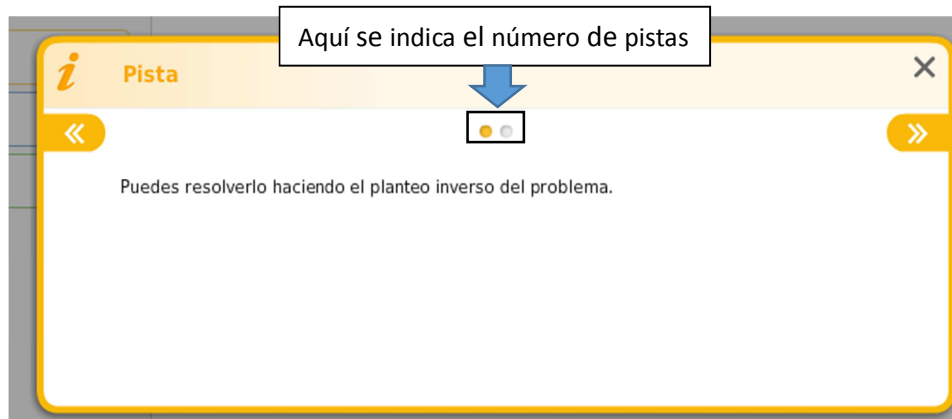 Aquí se indica el número de pistas
i Pista
Puedes resolverlo haciendo el planteo inverso del problema.